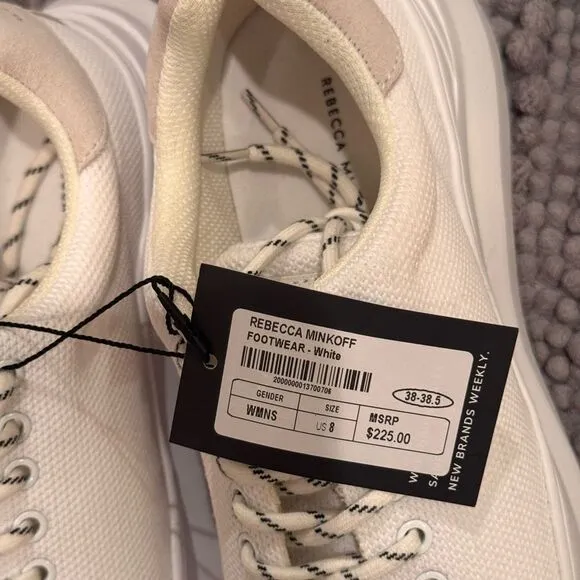 REBECCA M
REBECCA MINKOFF
FOOTWEAR - White
2000000013700706
38-38.5
GENDER
SIZE
MSRP
WMNS
US 8
$225.00
NEW BRANDS WEEKLY.